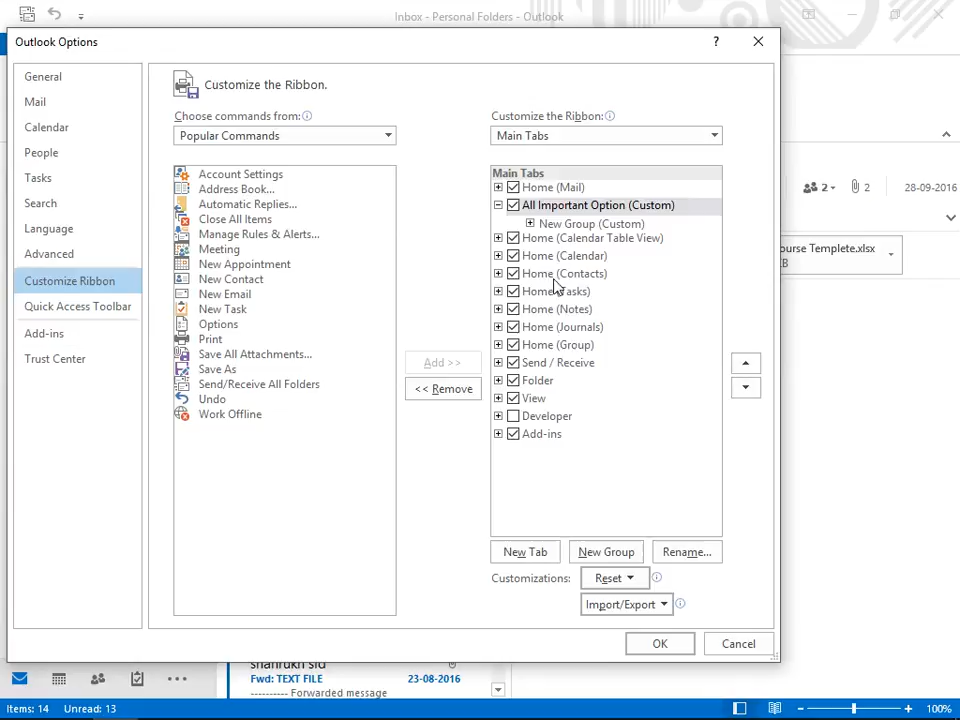 Inbox - Personal Folders - Outlook
Outlook Options
?
General
Mail
Calendar
People
Tasks
Search
Language
Advanced
Customize Ribbon
Quick Access Toolbar
Add-ins
Trust Center
Customize the Ribbon.
Choose commands from:
Popular Commands
Account Settings
Address Book...
Automatic Replies...
Close All Items
Manage Rules & Alerts...
Meeting
New Appointment
New Contact
New Email
New Task
Options
Print
Save All Attachments...
Save As
Send/Receive All Folders
Undo
Work Offline
Add >>
<< Remove
Customize the Ribbon:
Main Tabs
Main Tabs
Home (Mail)
All Important Option (Custom)
New Group (Custom)
Home (Calendar Table View)
Home (Calendar)
Home (Contacts)
Home (Tasks)
Home (Notes)
Home (Journals)
Home (Group)
Send / Receive
Folder
View
Developer
Add-ins
New Tab
New Group
Rename...
Customizations:
Reset
Import/Export
OK
Cancel
2
2
28-09-2016
ourse Templete.xlsx
KB
shahrukh sid
Fwd: TEXT FILE
23-08-2016
---------- Forwarded message
Items: 14
Unread: 13
100%